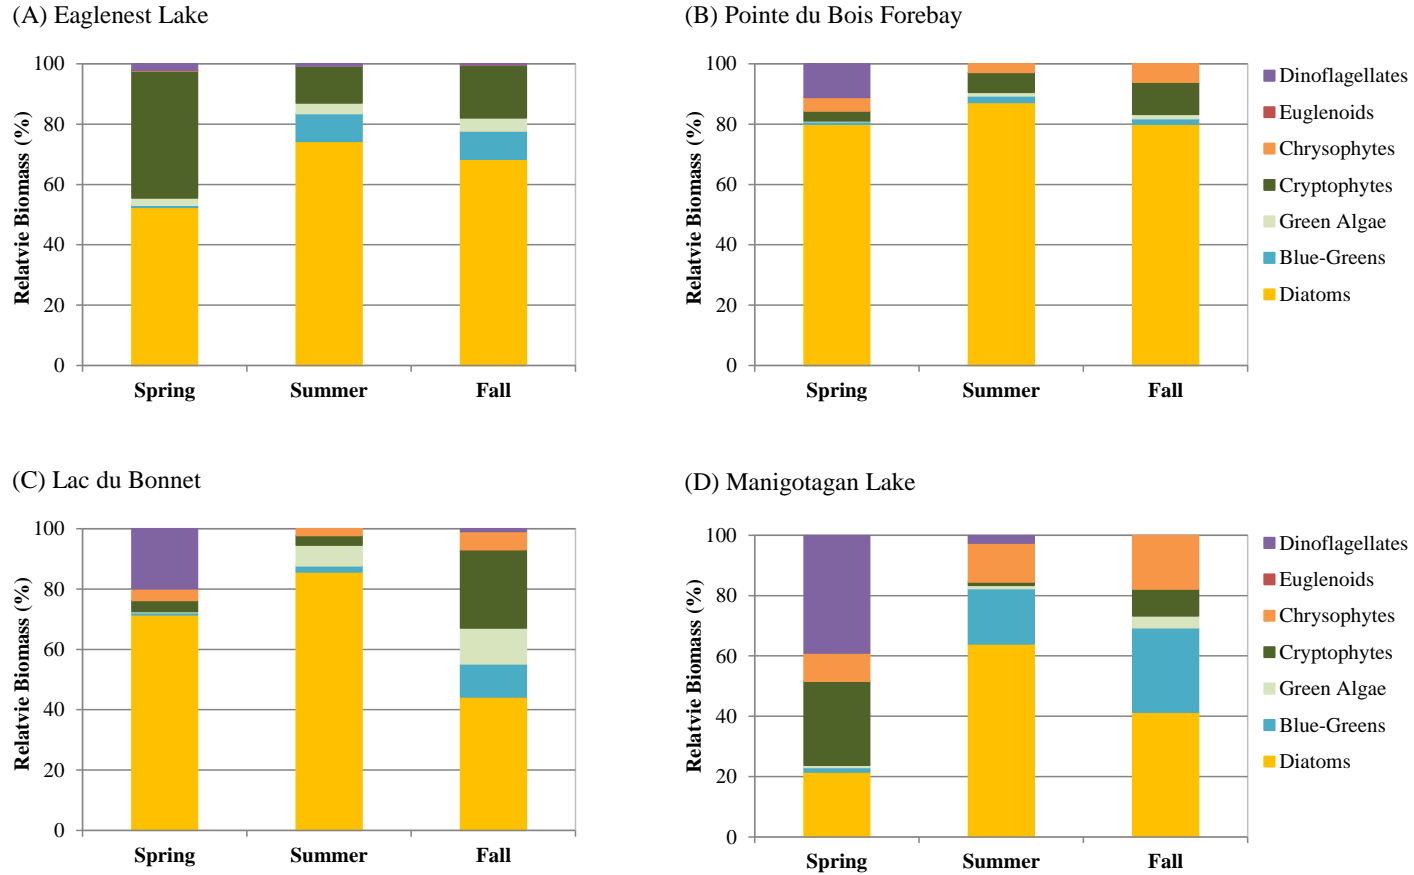 (A) Eaglenest Lake
Relatvie Biomass (%)
100
80
60
40
20
0
Spring Summer Fall
(B) Pointe du Bois Forebay
Relatvie Biomass (%)
100
80
60
40
20
0
Spring Summer Fall
Dinoflagellates
Euglenoids
Chrysophytes
Cryptophytes
Green Algae
Blue-Greens
Diatoms
(C) Lac du Bonnet
Relatvie Biomass (%)
100
80
60
40
20
0
Spring Summer Fall
(D) Manigotagan Lake
Relatvie Biomass (%)
100
80
60
40
20
0
Spring Summer Fall
Dinoflagellates
Euglenoids
Chrysophytes
Cryptophytes
Green Algae
Blue-Greens
Diatoms